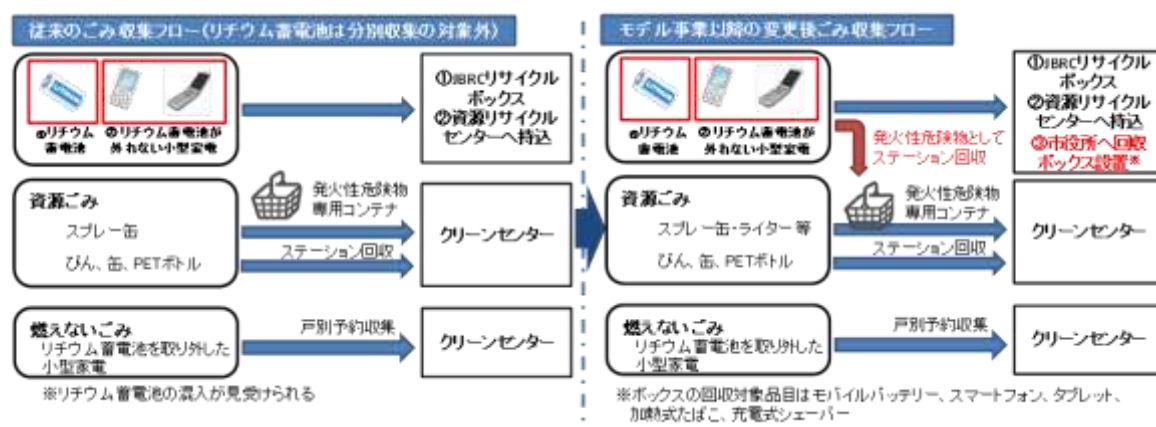 従来のごみ収集フロー(リチウム蓄電池は分別収集の対象外)
①リチウム
蓄電池
②リチウム蓄電池が
外れない小型家電
①JBRCリサイクル
ボックス
②資源リサイクル
センターへ持込
資源ごみ
スプレー缶
びん、缶、PETボトル
発火性危険物
専用コンテナ
ステーション回収
クリーンセンター
燃えないごみ
リチウム蓄電池を取り外した
小型家電
戸別予約収集
クリーンセンター
※リチウム蓄電池の混入が見受けられる
モデル事業以降の変更後ごみ収集フロー
①リチウム
蓄電池
②リチウム蓄電池が
外れない小型家電
発火性危険物として
ステーション回収
①JBRCリサイクル
ボックス
②資源リサイクル
センターへ持込
③市役所へ回収
ボックス設置※
資源ごみ
スプレー缶・ライター等
びん、缶、PETボトル
発火性危険物
専用コンテナ
ステーション回収
クリーンセンター
燃えないごみ
リチウム蓄電池を取り外した
小型家電
戸別予約収集
クリーンセンター
※ボックスの回収対象品目はモバイルバッテリー、スマートフォン、タブレット、
加熱式たばこ、充電式シェーバー